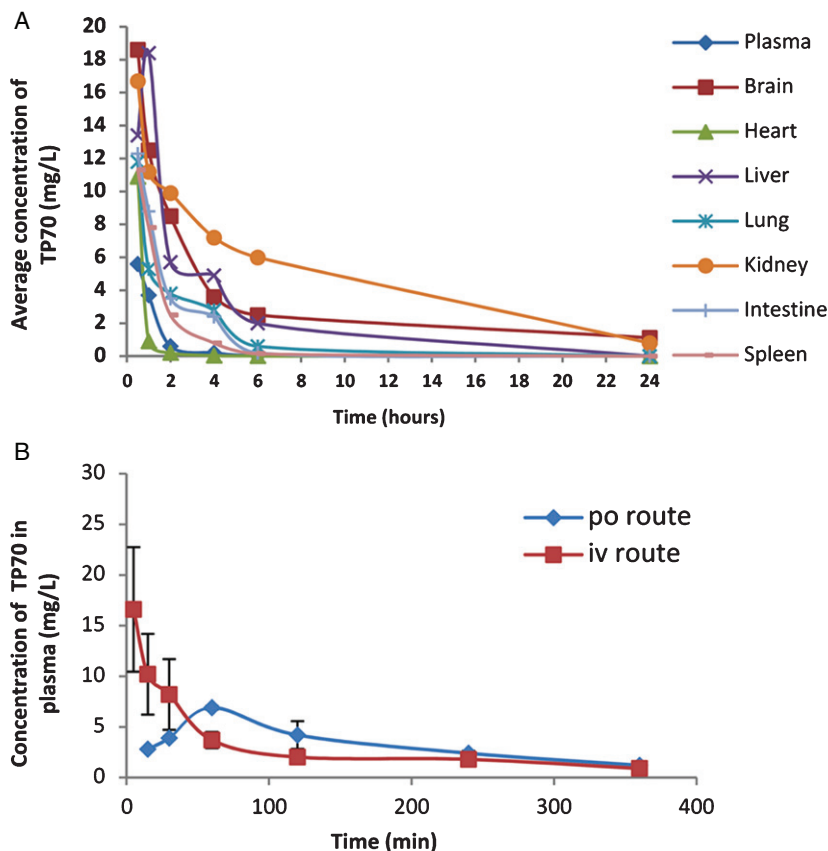 A
20
18
16
14
12
10
8
6
4
2
0
Average concentration of
TP70 (mg/L)
0 2 4 6 8 10 12 14 16 18 20 22 24
Time (hours)
Plasma
Brain
Heart
Liver
Lung
Kidney
Intestine
Spleen
B
30
25
20
15
10
5
0
Concentration of TP70 in
plasma (mg/L)
0 100 200 300 400
Time (min)
po route
iv route